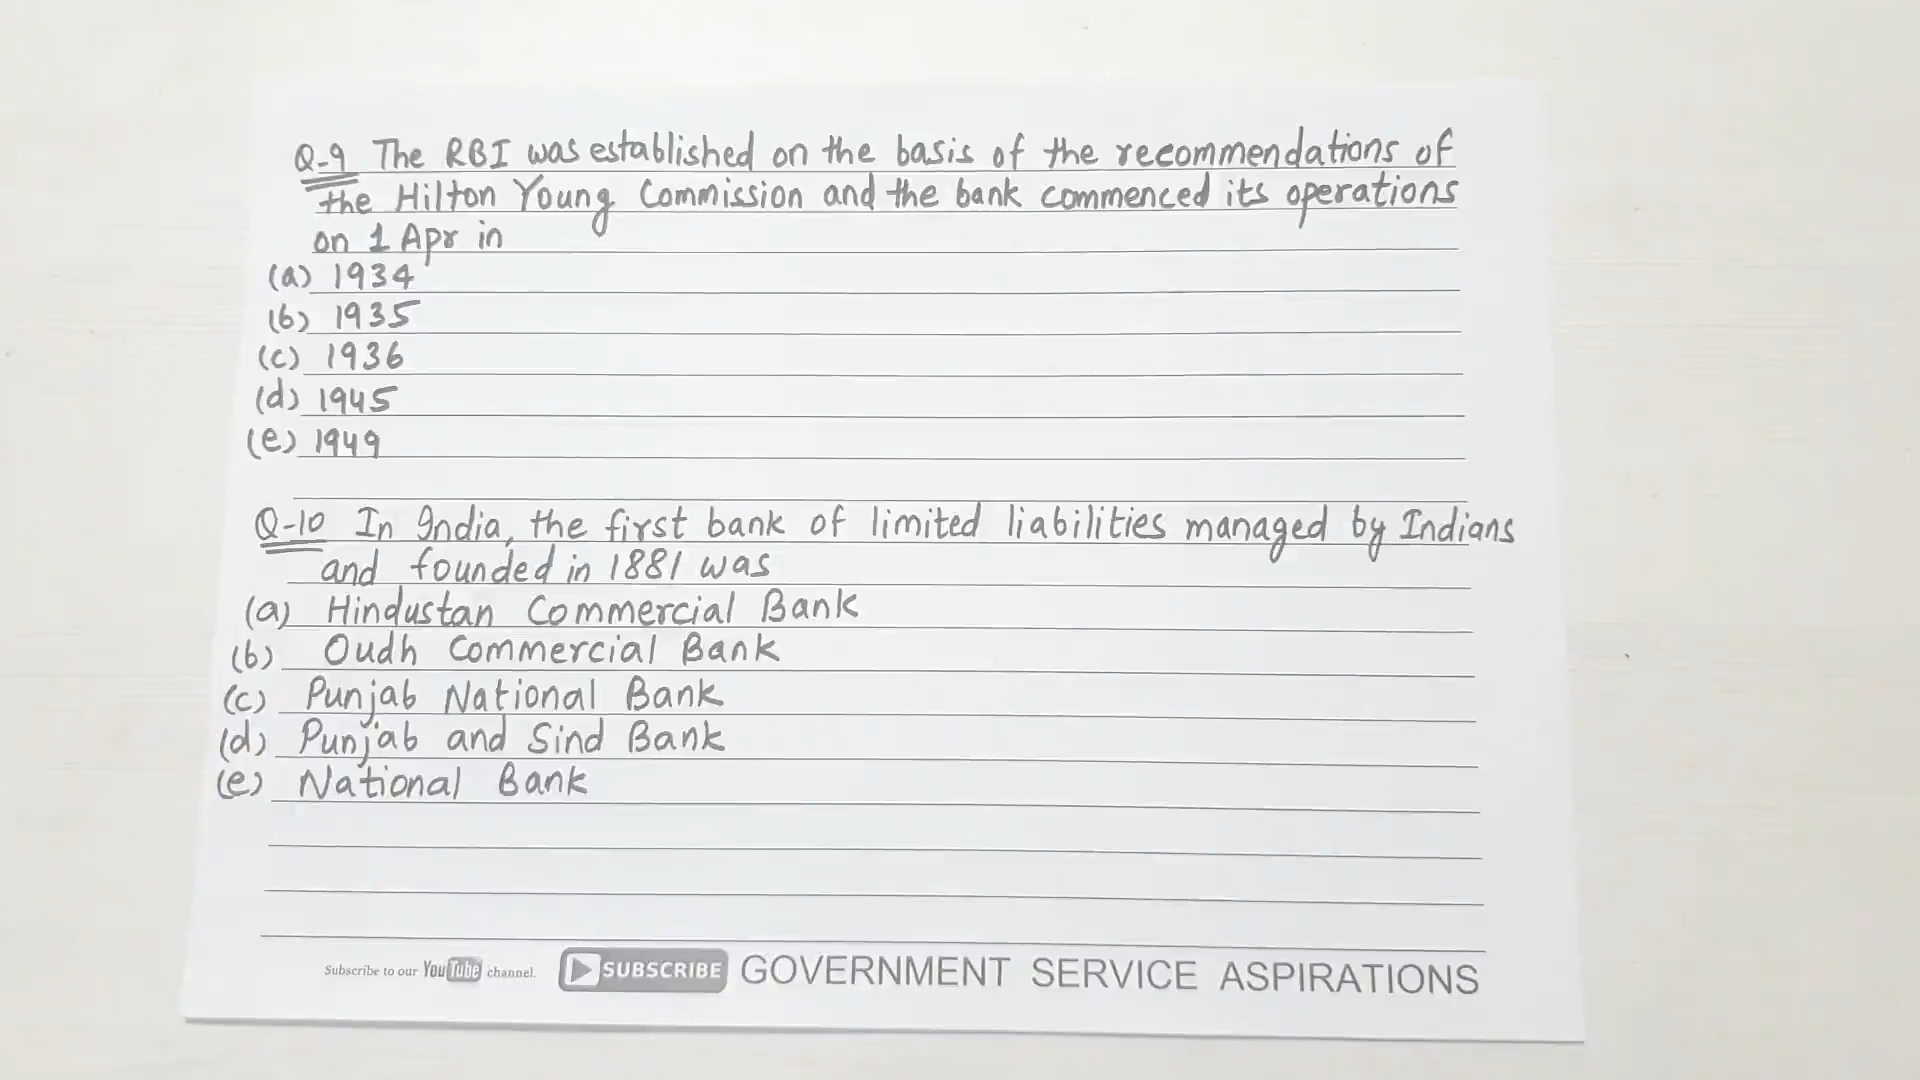 Q-9 The RBI was established on the basis of the recommendations of
the Hilton Young Commission and the bank commenced its operations
on 1 Apr in
(a) 1934
(b) 1935
(c) 1936
(d) 1945
(e) 1949
Q-10 In India, the first bank of limited liabilities managed by Indians
and founded in 1881 was
(a) Hindustan Commercial Bank
(b) Oudh Commercial Bank
(c) Punjab National Bank
(d) Punjab and Sind Bank
(e) National Bank
Subscribe to our YouTube channel. SUBSCRIBE GOVERNMENT SERVICE ASPIRATIONS